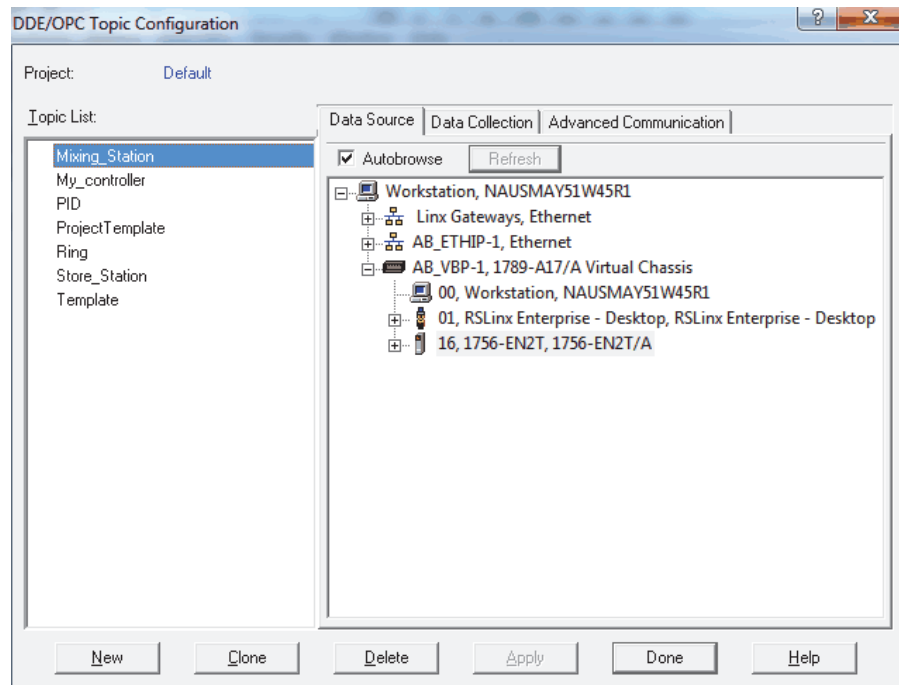 DDE/OPC Topic Configuration
?
Project: Default
Topic List:
Mixing_Station
My_controller
PID
ProjectTemplate
Ring
Store_Station
Template
Data Source
Data Collection
Advanced Communication
Autobrowse
Refresh
Workstation, NAUSMAY51W45R1
Linx Gateways, Ethernet
AB_ETHIP-1, Ethernet
AB_VBP-1, 1789-A17/A Virtual Chassis
00, Workstation, NAUSMAY51W45R1
01, RSLinx Enterprise - Desktop, RSLinx Enterprise - Desktop
16, 1756-EN2T, 1756-EN2T/A
New
Clone
Delete
Apply
Done
Help